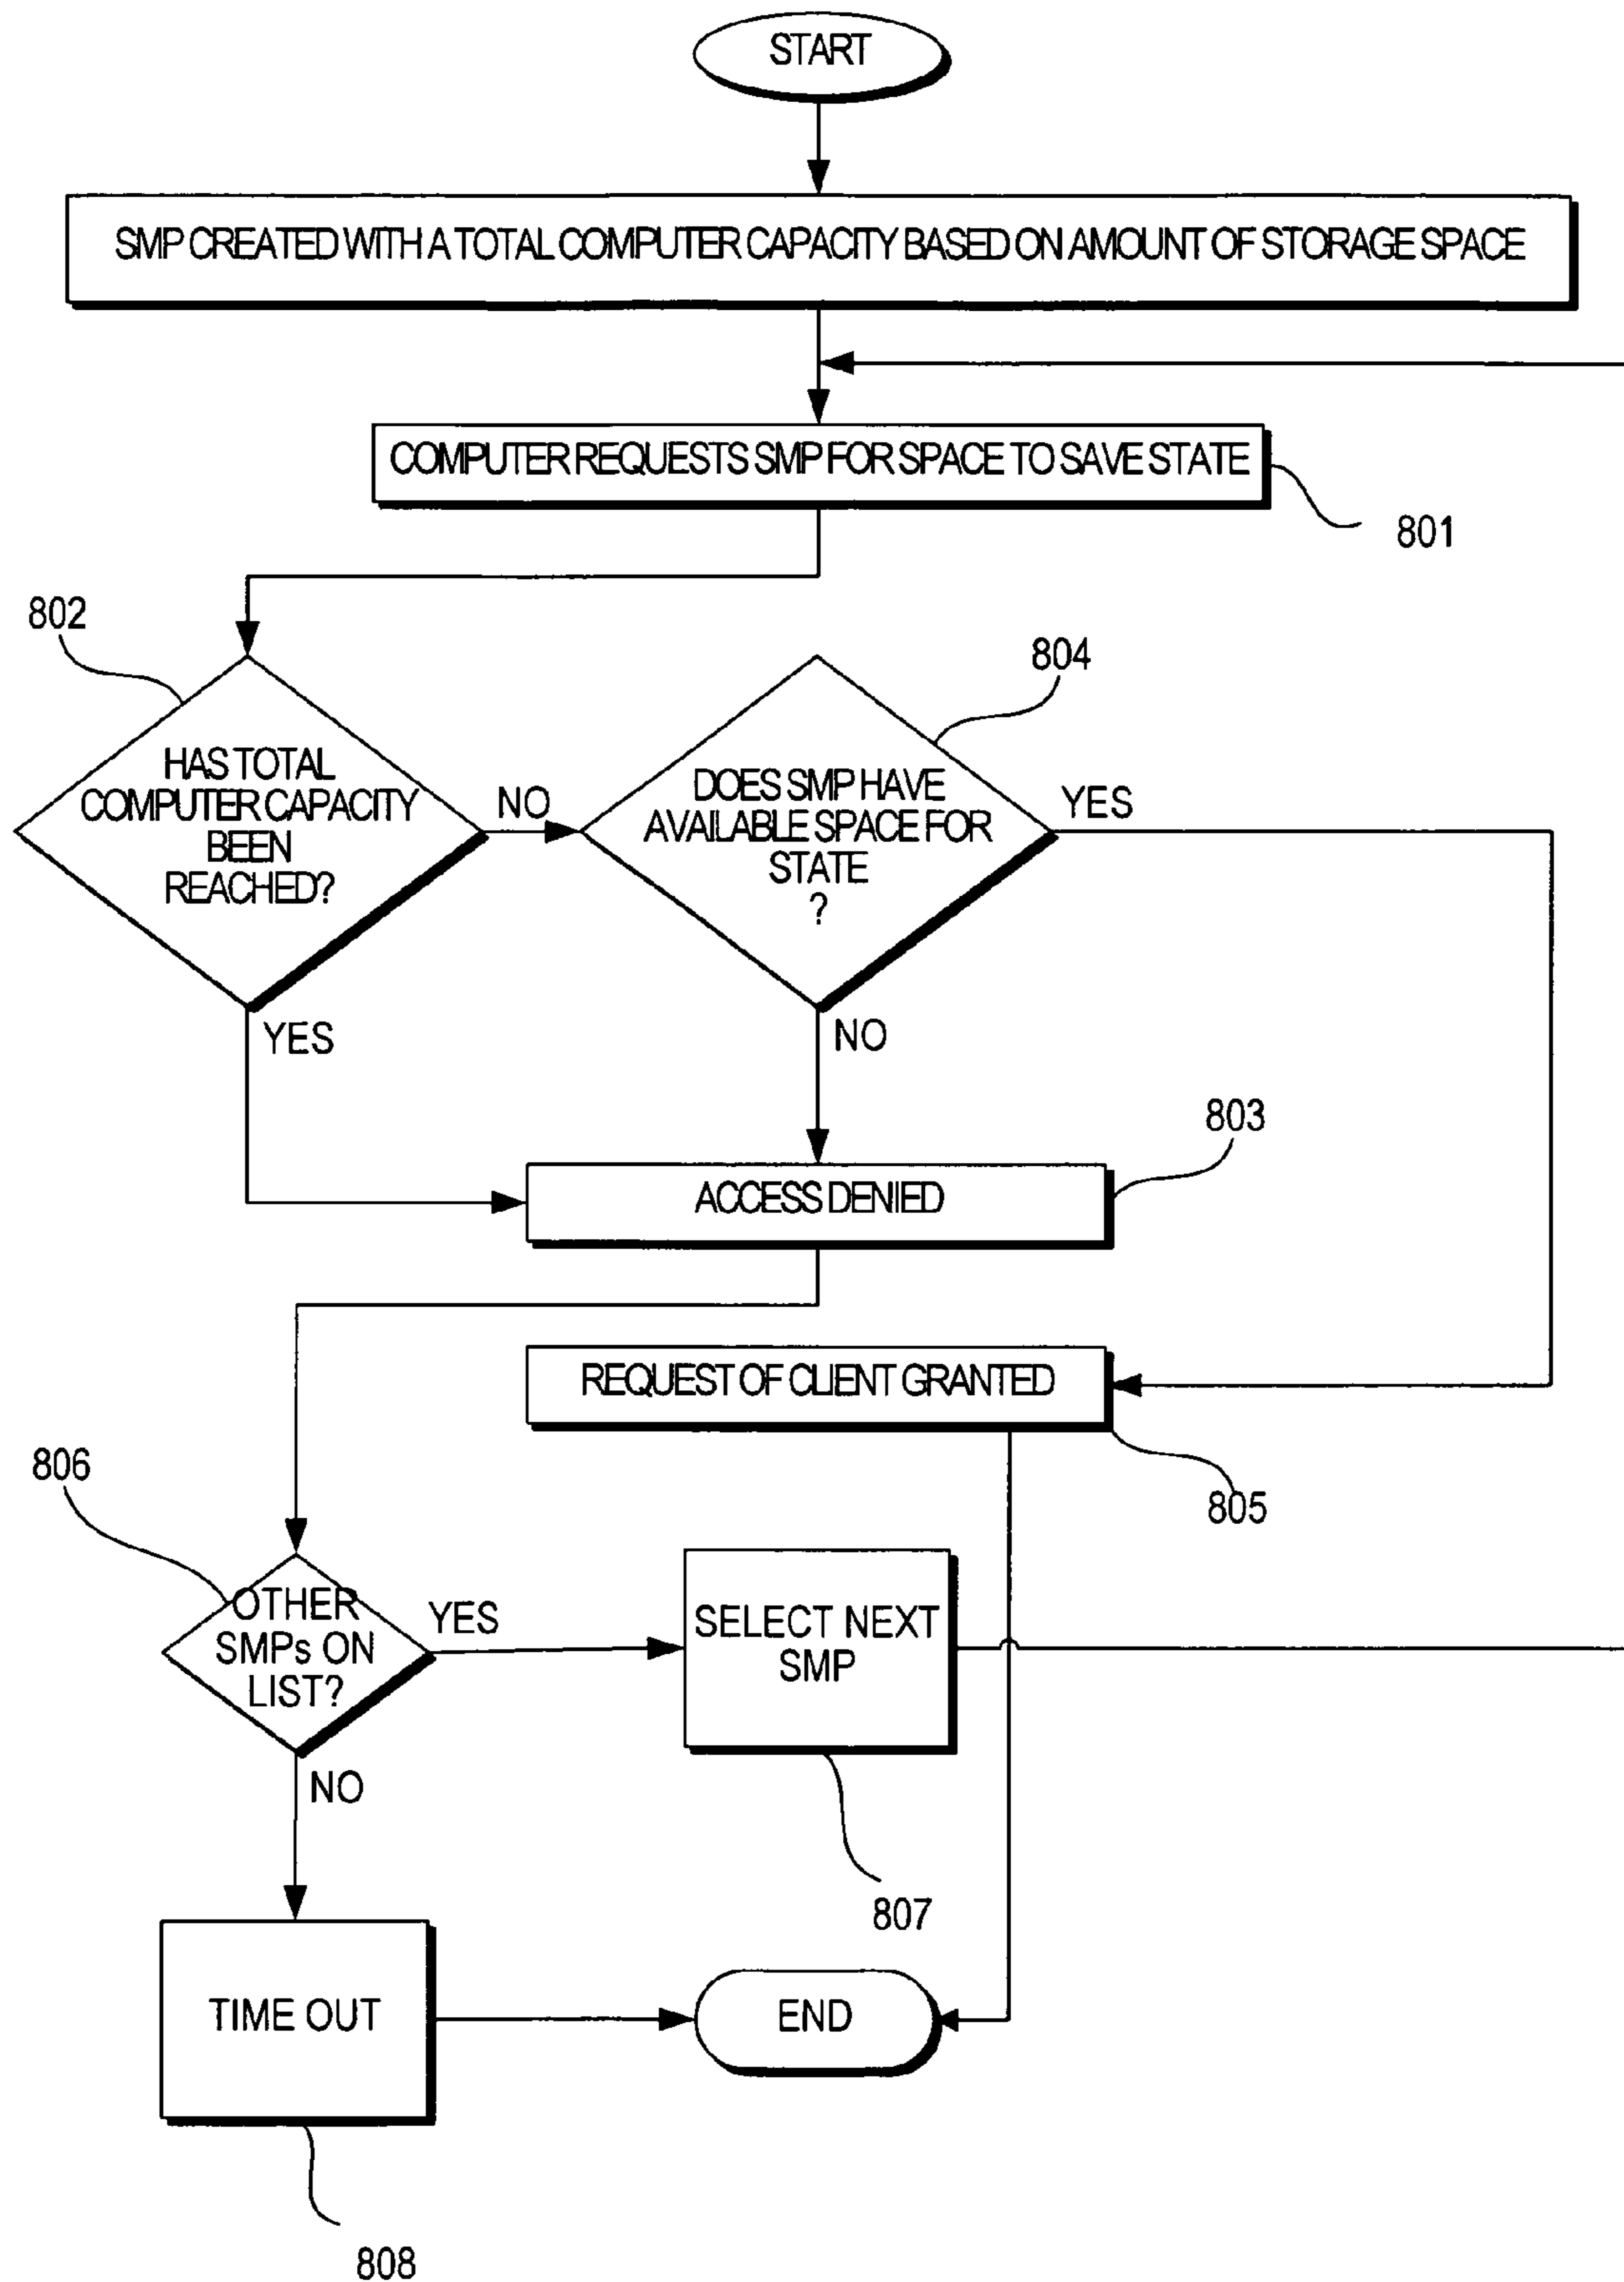 START
SMP CREATED WITH A TOTAL COMPUTER CAPACITY BASED ON AMOUNT OF STORAGE SPACE
COMPUTER REQUESTS SMP FOR SPACE TO SAVE STATE
801
802
804
HAS TOTAL
COMPUTER CAPACITY
BEEN
REACHED?
NO
DOES SMP HAVE
AVAILABLE SPACE FOR
STATE
?
YES
YES
NO
803
ACCESS DENIED
REQUEST OF CLIENT GRANTED
805
806
OTHER
SMPs ON
LIST?
YES
SELECT NEXT
SMP
NO
807
TIME OUT
END
808